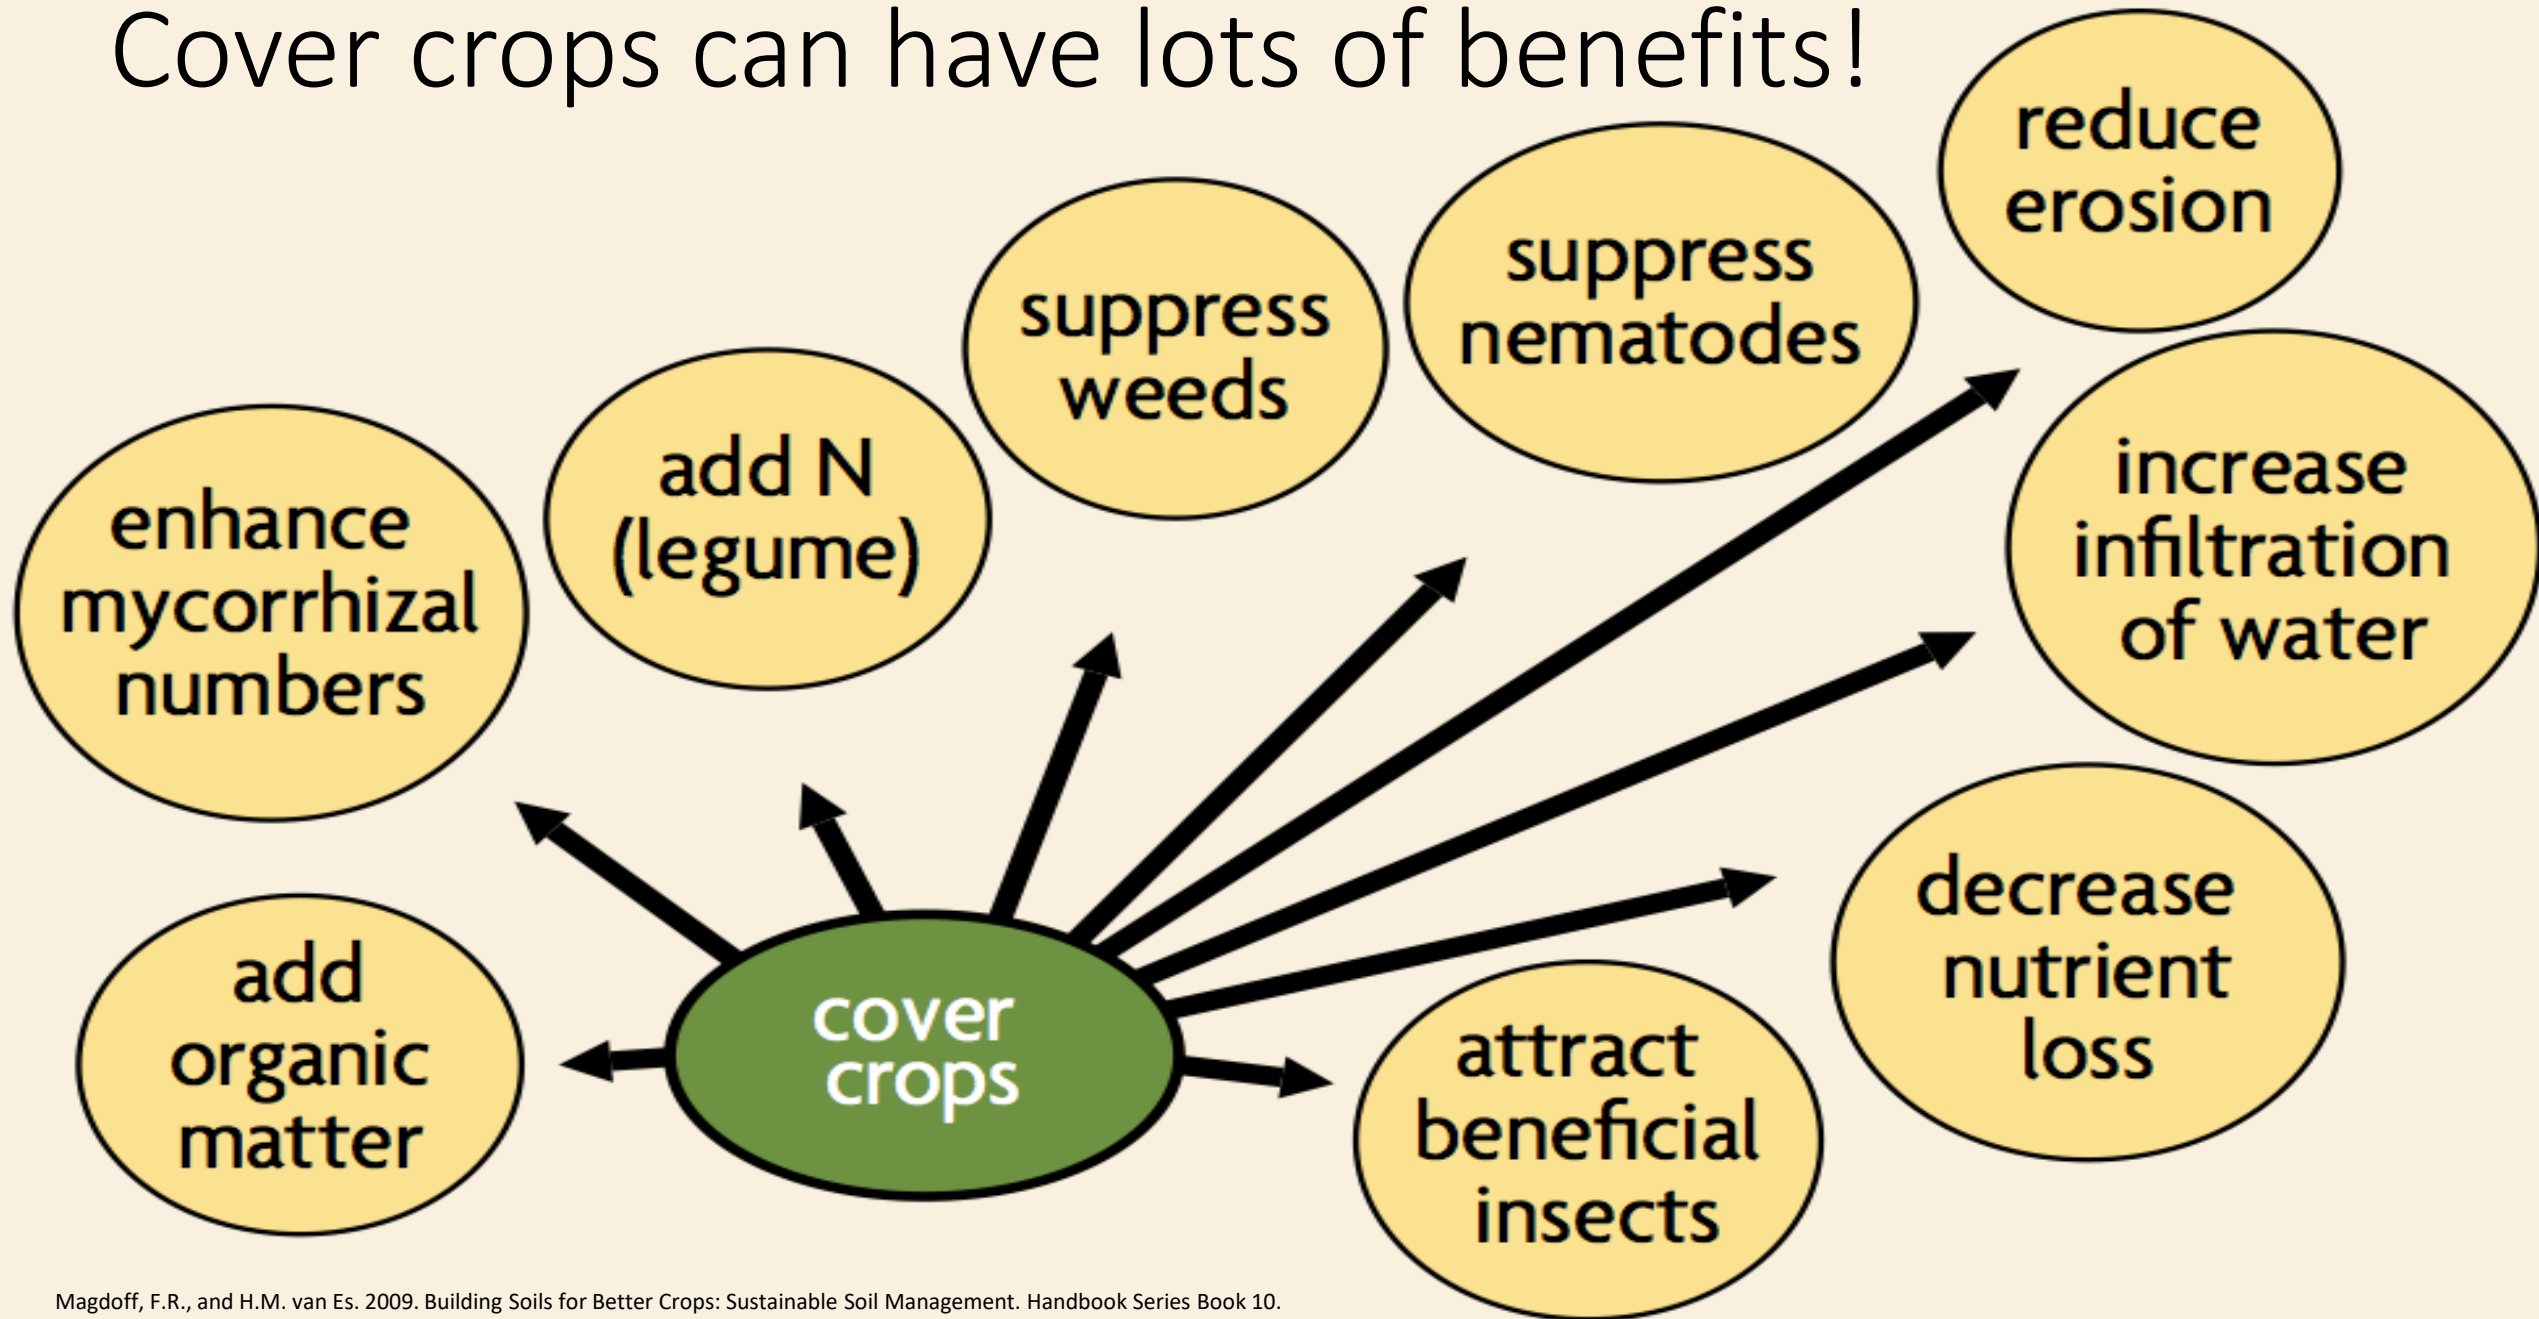 Cover crops can have lots of benefits!
reduce
erosion
suppress
nematodes
suppress
weeds
add N
(legume)
enhance
mycorrhizal
numbers
increase
infiltration
of water
decrease
nutrient
loss
add
organic
matter
cover
crops
attract
beneficial
insects
Magdoff, F.R., and H.M. van Es. 2009. Building Soils for Better Crops: Sustainable Soil Management. Handbook Series Book 10.